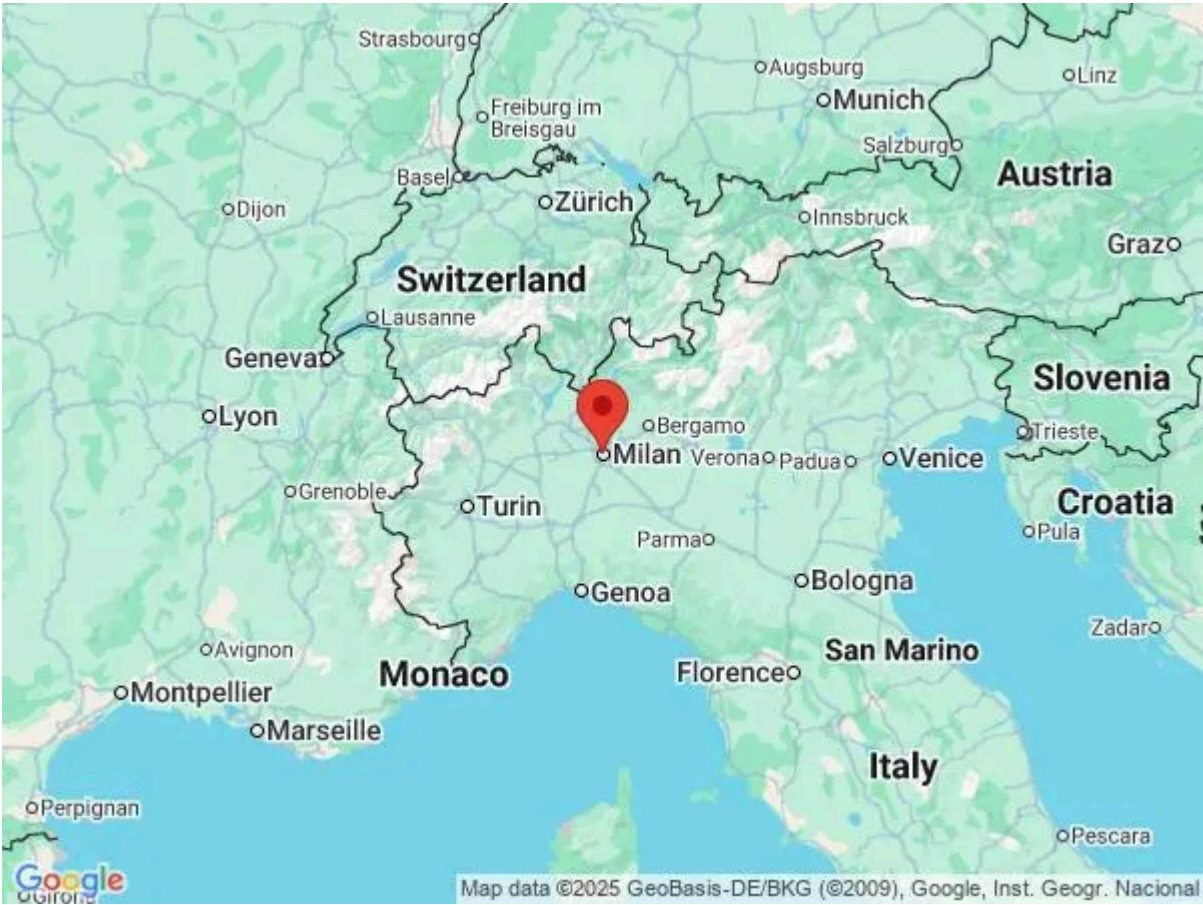 Strasbourg
Augsburg
Linz
Munich
Freiburg im
Breisgau
Salzburg
Austria
Basel
Zürich
Dijon
Innsbruck
Graz
Switzerland
Lausanne
Geneva
Slovenia
Lyon
Bergamo
Trieste
Milan
Verona
Padua
Venice
Grenoble
Turin
Croatia
Parma
Pula
Bologna
Genoa
Zadar
Avignon
San Marino
Monaco
Florence
Montpellier
Marseille
Italy
Perpignan
Pescara
Google
Map data ©2025 GeoBasis-DE/BKG (©2009), Google, Inst. Geogr. Nacional